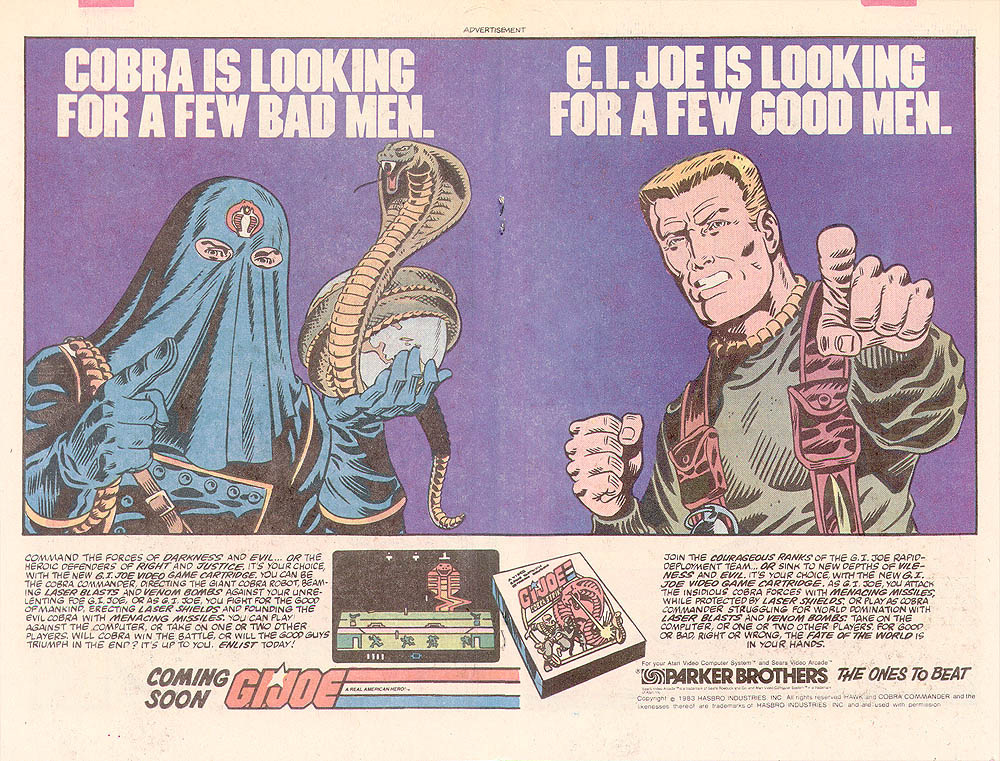 ADVERTISEMENT
COBRA IS LOOKING
FOR A FEW BAD MEN.
G.I. JOE IS LOOKING
FOR A FEW GOOD MEN.
COMMAND THE FORCES OF DARKNESS AND EVIL... OR THE
HEROIC DEFENDERS OF RIGHT AND JUSTICE. IT'S YOUR CHOICE,
WITH THE NEW G.I. JOE VIDEO GAME CARTRIDGE. YOU CAN BE
THE COBRA COMMANDER, DIRECTING THE GIANT COBRA ROBOT, BEAM-
ING LASER BLASTS AND VENOM BOMBS AGAINST YOUR UNRE-
LENTING FOE G.I. JOE. OR AS G.I. JOE, YOU FIGHT FOR THE GOOD
OF MANKIND, ERECTING LASER SHIELDS AND POUNDING THE
EVIL COBRA WITH MENACING MISSILES. YOU CAN PLAY
AGAINST THE COMPUTER, OR TAKE ON ONE OR TWO OTHER
PLAYERS. WILL COBRA WIN THE BATTLE, OR WILL THE GOOD GUYS
TRIUMPH IN THE END? IT'S UP TO YOU. ENLIST TODAY!
COMING
SOON
G.I. JOE
A REAL AMERICAN HERO™
G.I. JOE
JOIN THE COURAGEOUS RANKS OF THE G.I. JOE RAPID-
DEPLOYMENT TEAM... OR SINK TO NEW DEPTHS OF VILE-
NESS AND EVIL. IT'S YOUR CHOICE, WITH THE NEW G.I.
JOE VIDEO GAME CARTRIDGE. AS G.I. JOE, YOU ATTACK
THE INSIDIOUS COBRA FORCES WITH MENACING MISSILES,
WHILE PROTECTED BY LASER SHIELDS. OR PLAY AS COBRA
COMMANDER STRUGGLING FOR WORLD DOMINATION WITH
LASER BLASTS AND VENOM BOMBS. TAKE ON THE
COMPUTER, OR ONE OR TWO OTHER PLAYERS. FOR GOOD
OR BAD, RIGHT OR WRONG, THE FATE OF THE WORLD IS
IN YOUR HANDS.
For your Atari Video Computer System™ and Sears Video Arcade™
PARKER BROTHERS THE ONES TO BEAT
Copyright © 1983 HASBRO INDUSTRIES, INC. All rights reserved. HAWK and COBRA COMMANDER and the
likenesses thereof are trademarks of HASBRO INDUSTRIES, INC. and are used with permission.